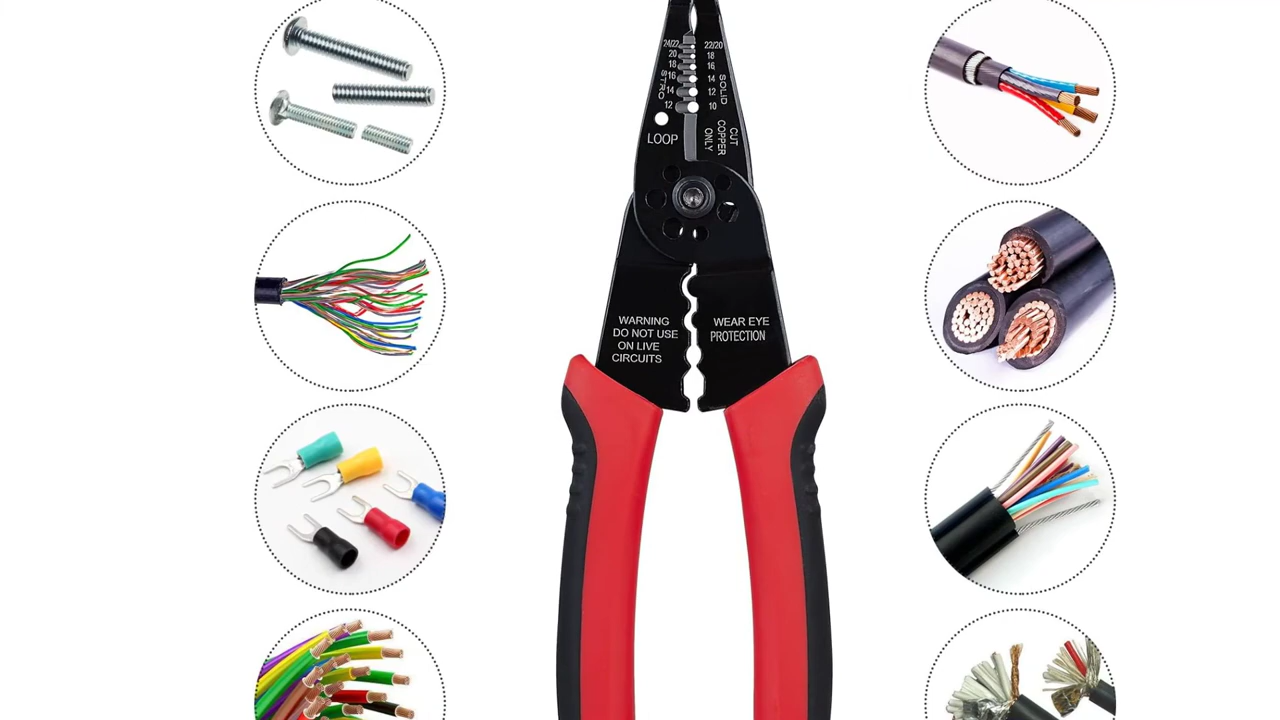 24/22
20
18
16
14
12
STRD
22/20
18
16
14
12
10
SOLID
LOOP
CUT
COPPER
ONLY
WARNING
DO NOT USE
ON LIVE
CIRCUITS
WEAR EYE
PROTECTION